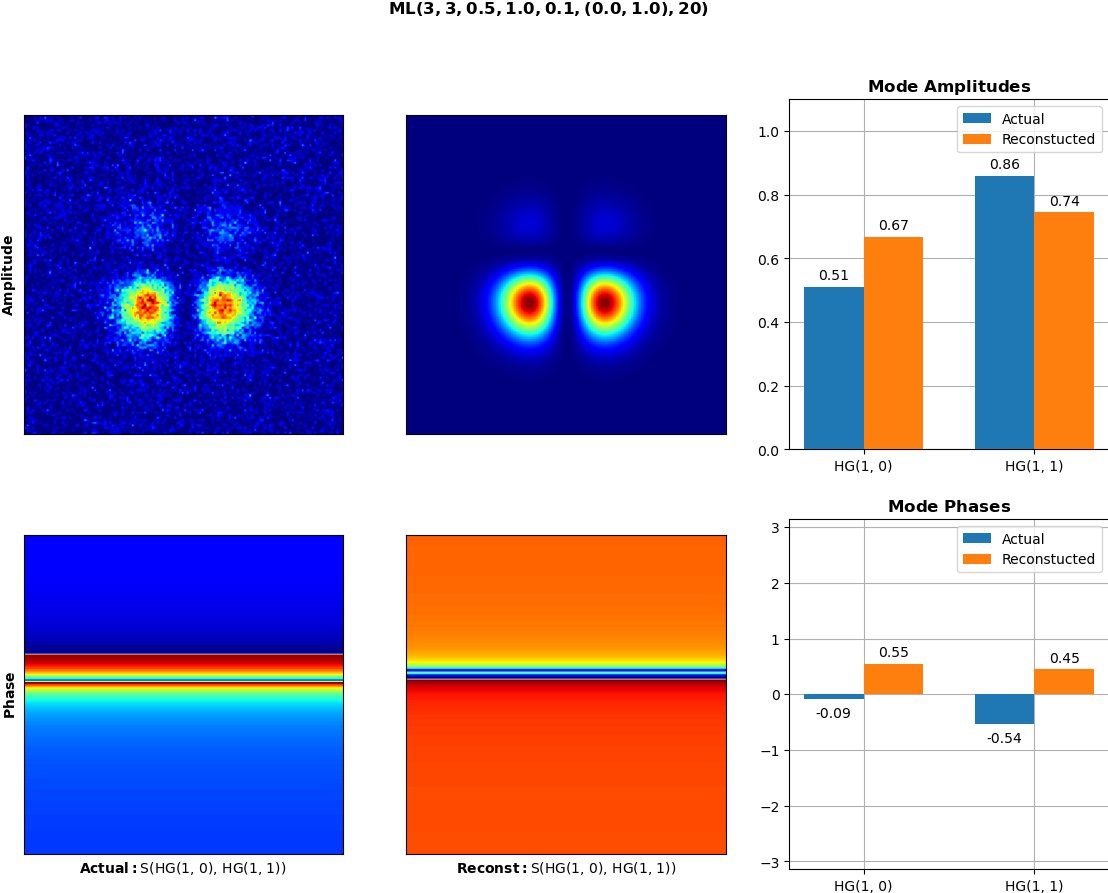 ML(3, 3, 0.5, 1.0, 0.1, (0.0, 1.0), 20)
Amplitude
Mode Amplitudes
Actual
Reconstucted
1.0
0.8
0.6
0.4
0.2
0.0
0.51
0.67
0.86
0.74
HG(1, 0)
HG(1, 1)
Phase
Actual: S(HG(1, 0), HG(1, 1))
Reconst: S(HG(1, 0), HG(1, 1))
Mode Phases
Actual
Reconstucted
3
2
1
0
−1
−2
−3
-0.09
0.55
-0.54
0.45
HG(1, 0)
HG(1, 1)